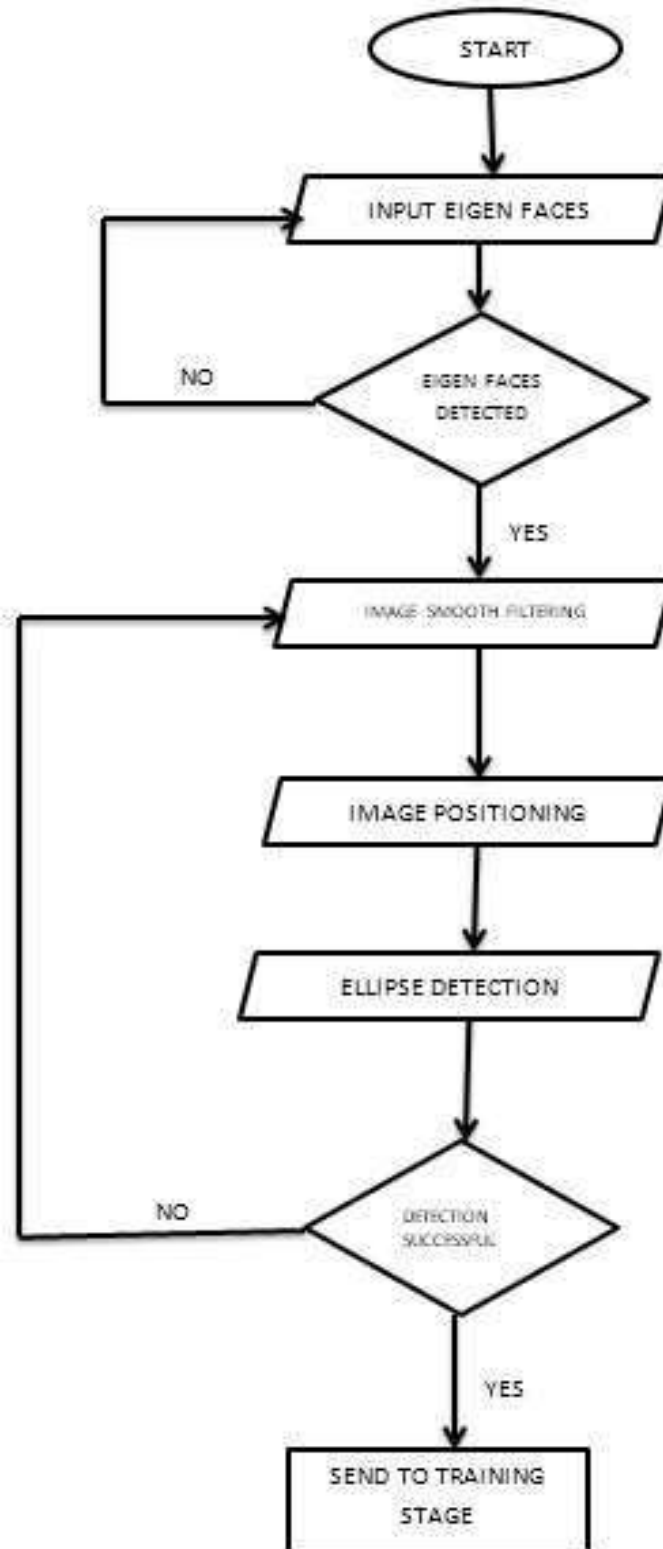 START
INPUT EIGEN FACES
NO
EIGEN FACES
DETECTED
YES
IMAGE SMOOTH FILTERING
IMAGE POSITIONING
ELLIPSE DETECTION
NO
DETECTION
SUCCESSFUL
YES
SEND TO TRAINING
STAGE